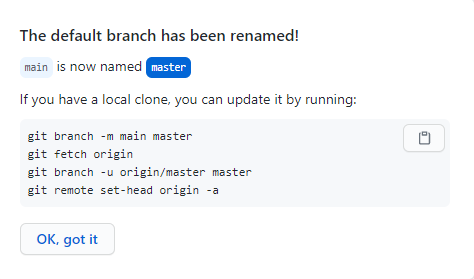 The default branch has been renamed!
main is now named master
If you have a local clone, you can update it by running:
git branch -m main master
git fetch origin
git branch -u origin/master master
git remote set-head origin -a
OK, got it